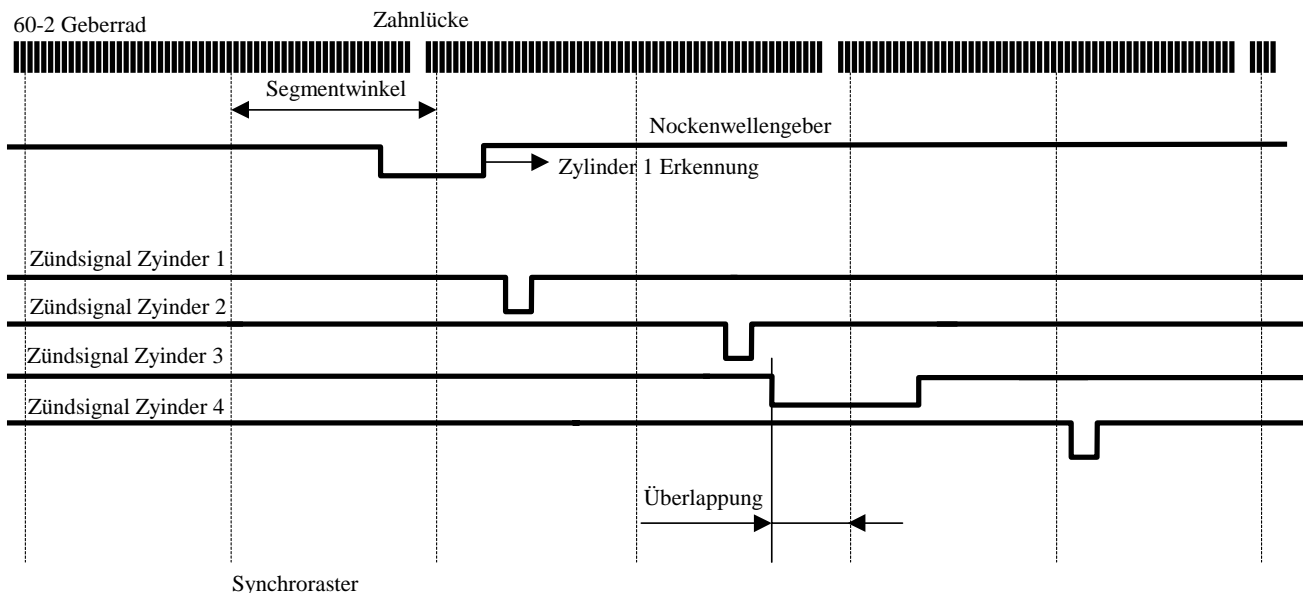 60-2 Geberrad
Zahnlücke
Segmentwinkel
Nockenwellengeber
Zylinder 1 Erkennung
Zündsignal Zyinder 1
Zündsignal Zyinder 2
Zündsignal Zyinder 3
Zündsignal Zyinder 4
Überlappung
Synchroraster